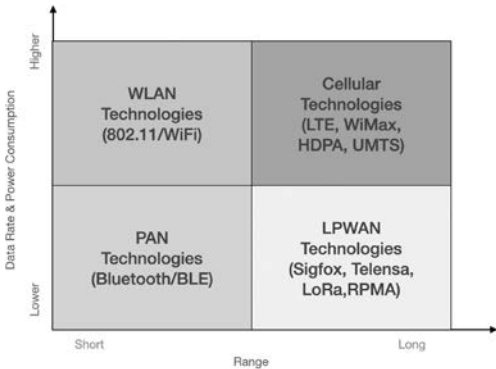 Higher
Data Rate & Power Consumption
Lower
WLAN
Technologies
(802.11/WiFi)
Cellular
Technologies
(LTE, WiMax,
HDPA, UMTS)
PAN
Technologies
(Bluetooth/BLE)
LPWAN
Technologies
(Sigfox, Telensa,
LoRa,RPMA)
Short
Long
Range